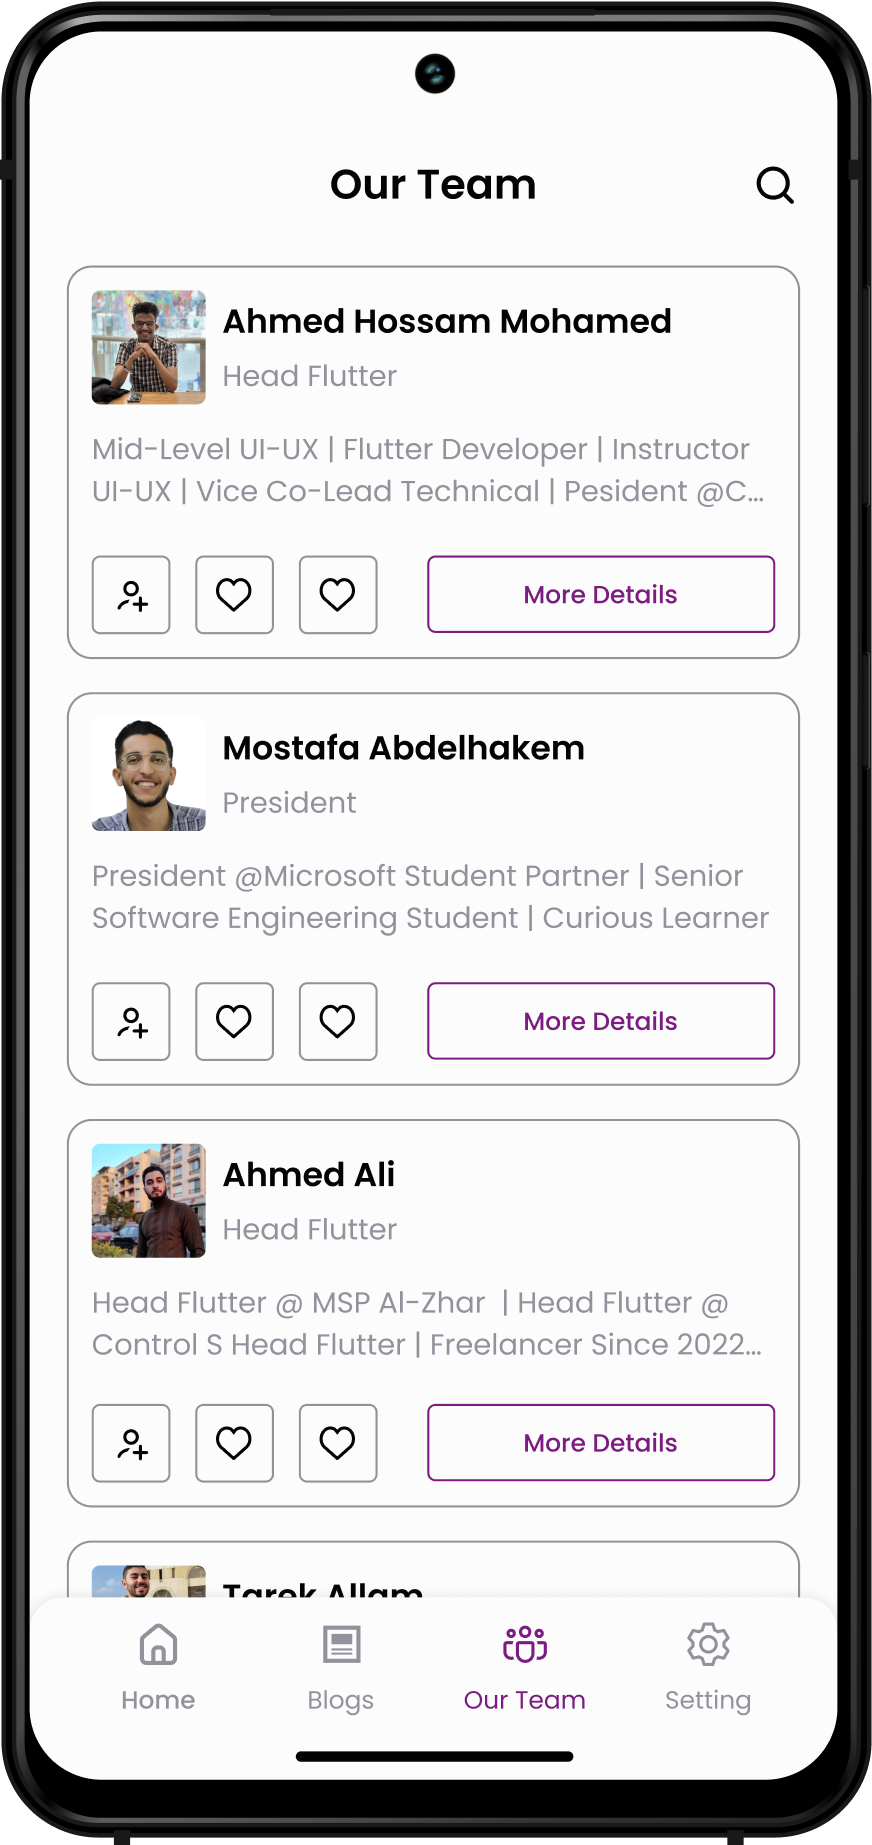 Our Team
Ahmed Hossam Mohamed
Head Flutter
Mid-Level UI-UX | Flutter Developer | Instructor
UI-UX | Vice Co-Lead Technical | Pesident @C...
More Details
Mostafa Abdelhakem
President
President @Microsoft Student Partner | Senior
Software Engineering Student | Curious Learner
More Details
Ahmed Ali
Head Flutter
Head Flutter @ MSP Al-Zhar | Head Flutter @
Control S Head Flutter | Freelancer Since 2022...
More Details
Tarek Allam
Home
Blogs
Our Team
Setting